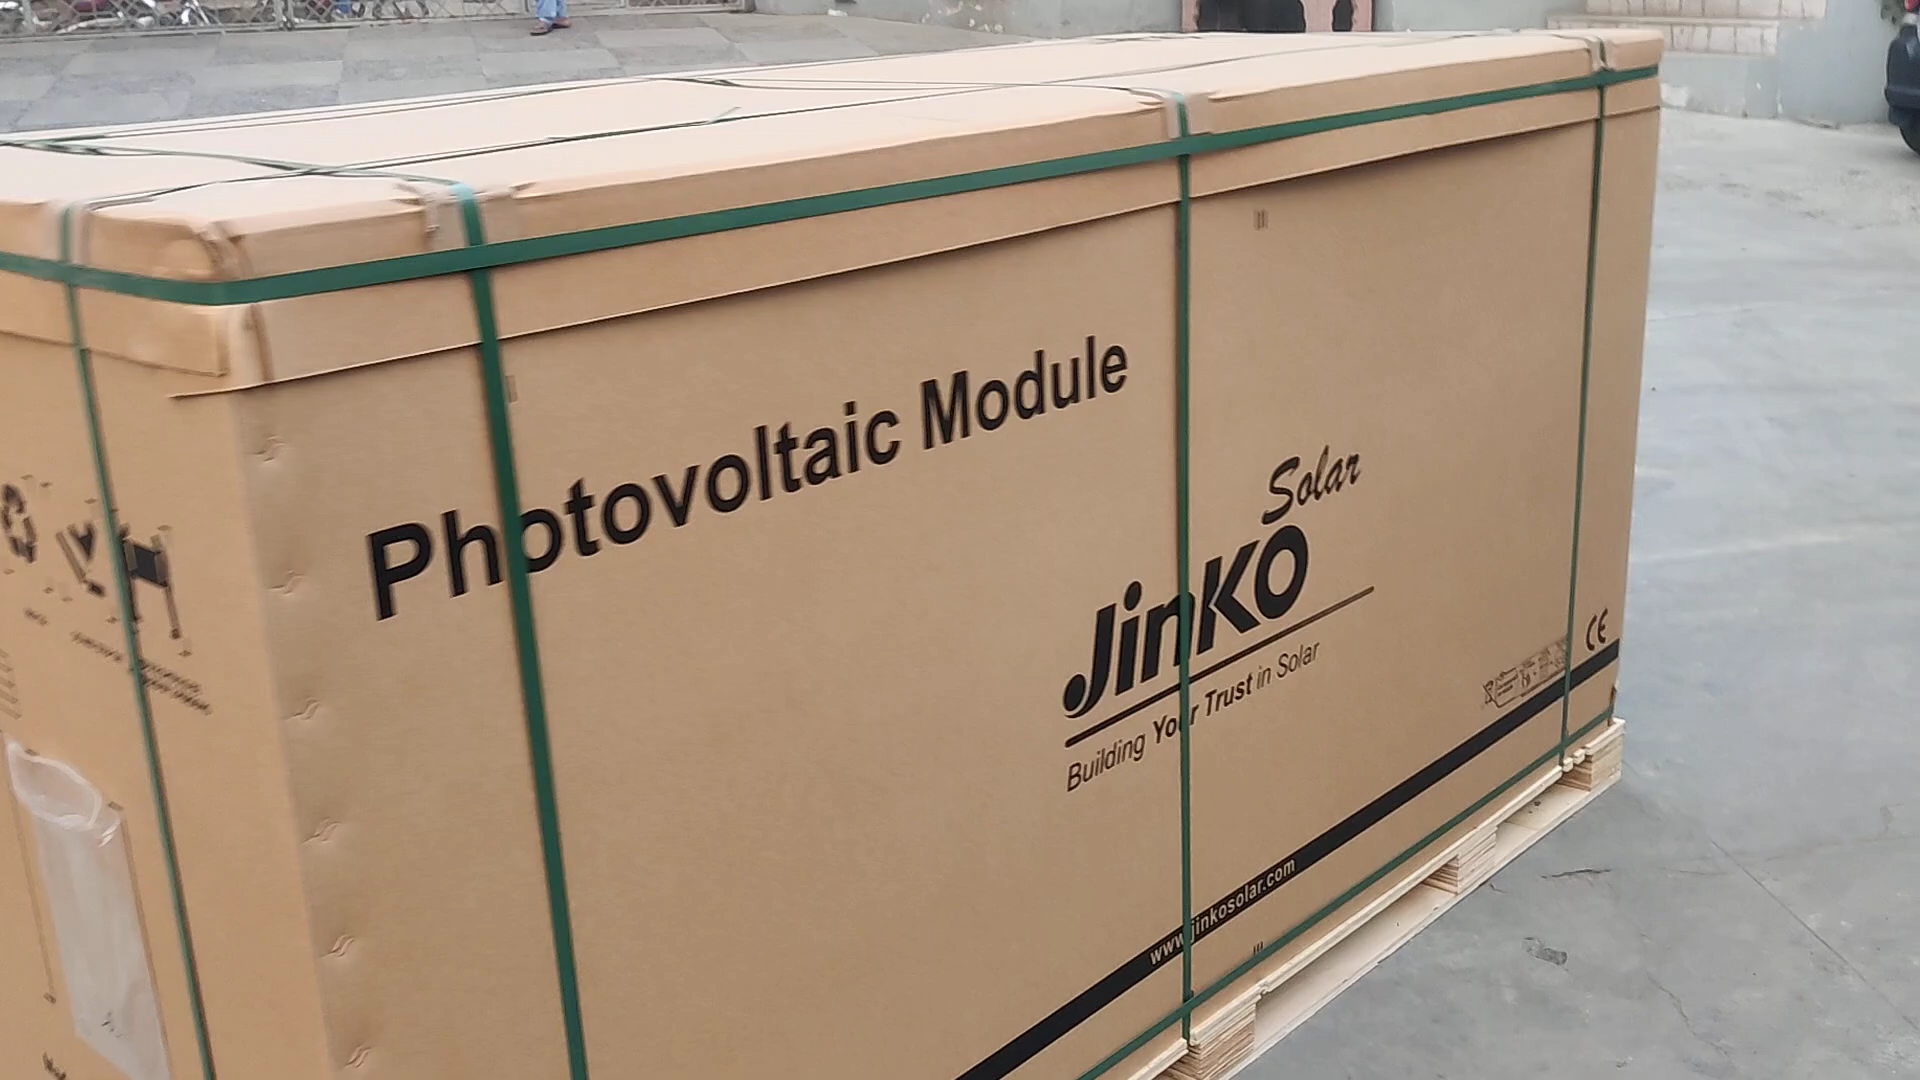 Photovoltaic Module
Solar
JinKO
Building Your Trust in Solar
www.jinkosolar.com
CE